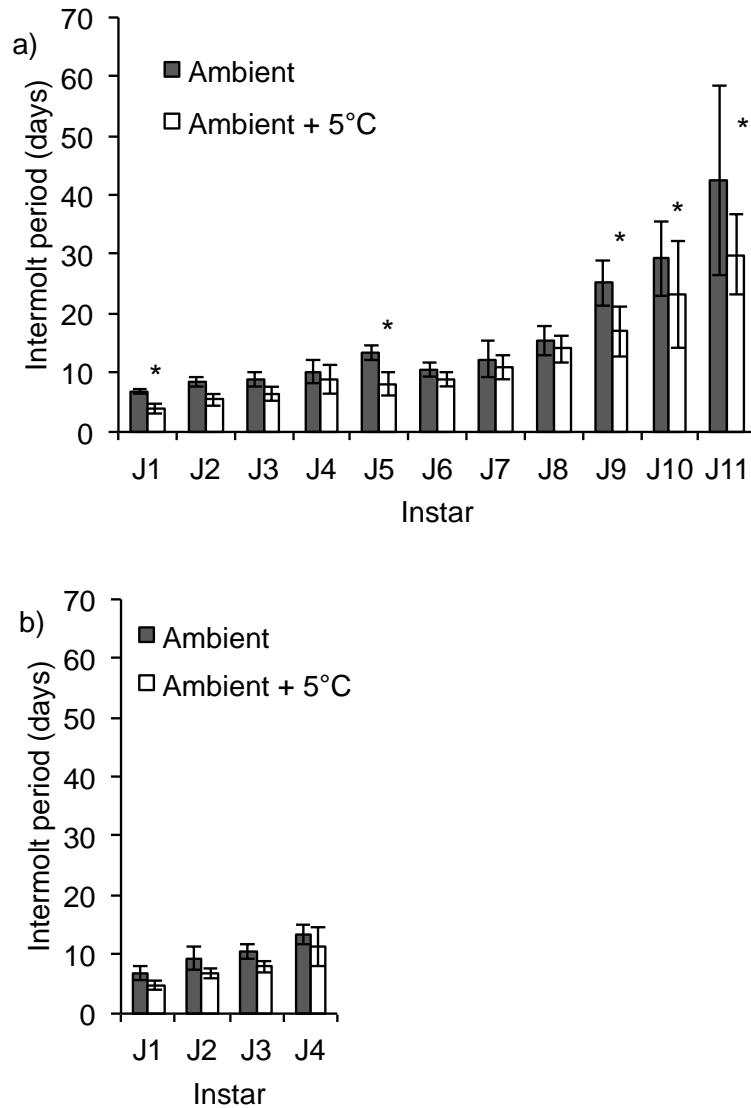 a)
70
60
50
40
30
20
10
0
Intermolt period (days)
Ambient
Ambient + 5°C
*
*
*
*
*
J1 J2 J3 J4 J5 J6 J7 J8 J9 J10 J11
Instar
b)
70
60
50
40
30
20
10
0
Intermolt period (days)
Ambient
Ambient + 5°C
J1 J2 J3 J4
Instar